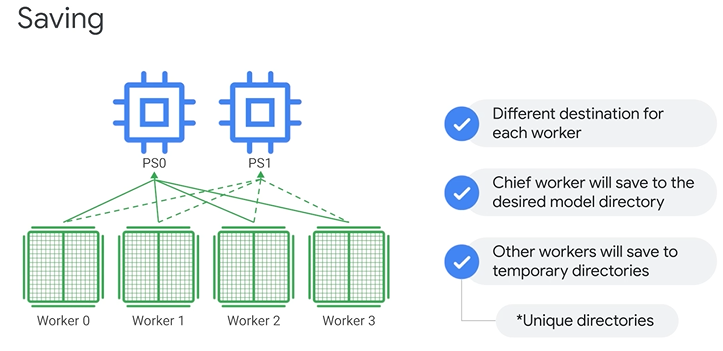 Saving
PS0
PS1
Worker 0
Worker 1
Worker 2
Worker 3
Different destination for
each worker
Chief worker will save to the
desired model directory
Other workers will save to
temporary directories
*Unique directories